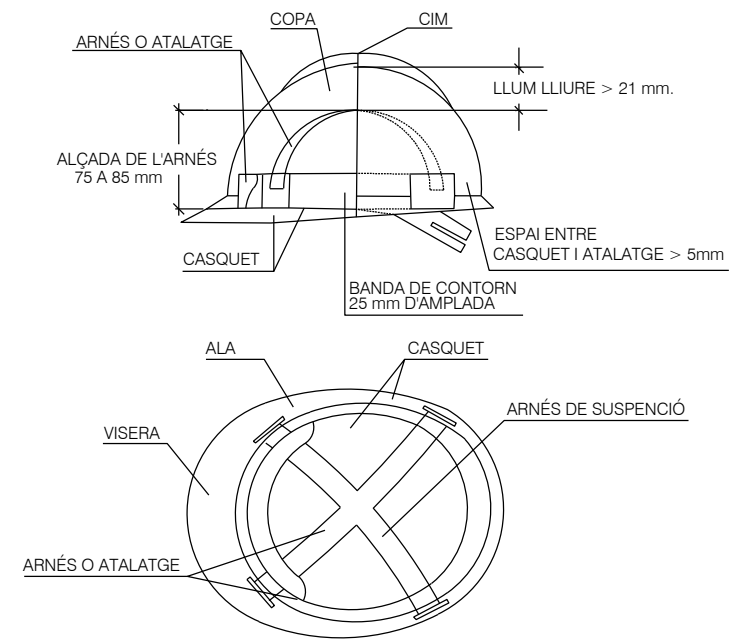 COPA
CIM
ARNÉS O ATALATGE
LLUM LLIURE > 21 mm.
ALÇADA DE L'ARNÉS
75 A 85 mm
ESPAI ENTRE
CASQUET I ATALATGE > 5mm
CASQUET
BANDA DE CONTORN
25 mm D'AMPLADA
ALA
CASQUET
ARNÉS DE SUSPENCIÓ
VISERA
ARNÉS O ATALATGE